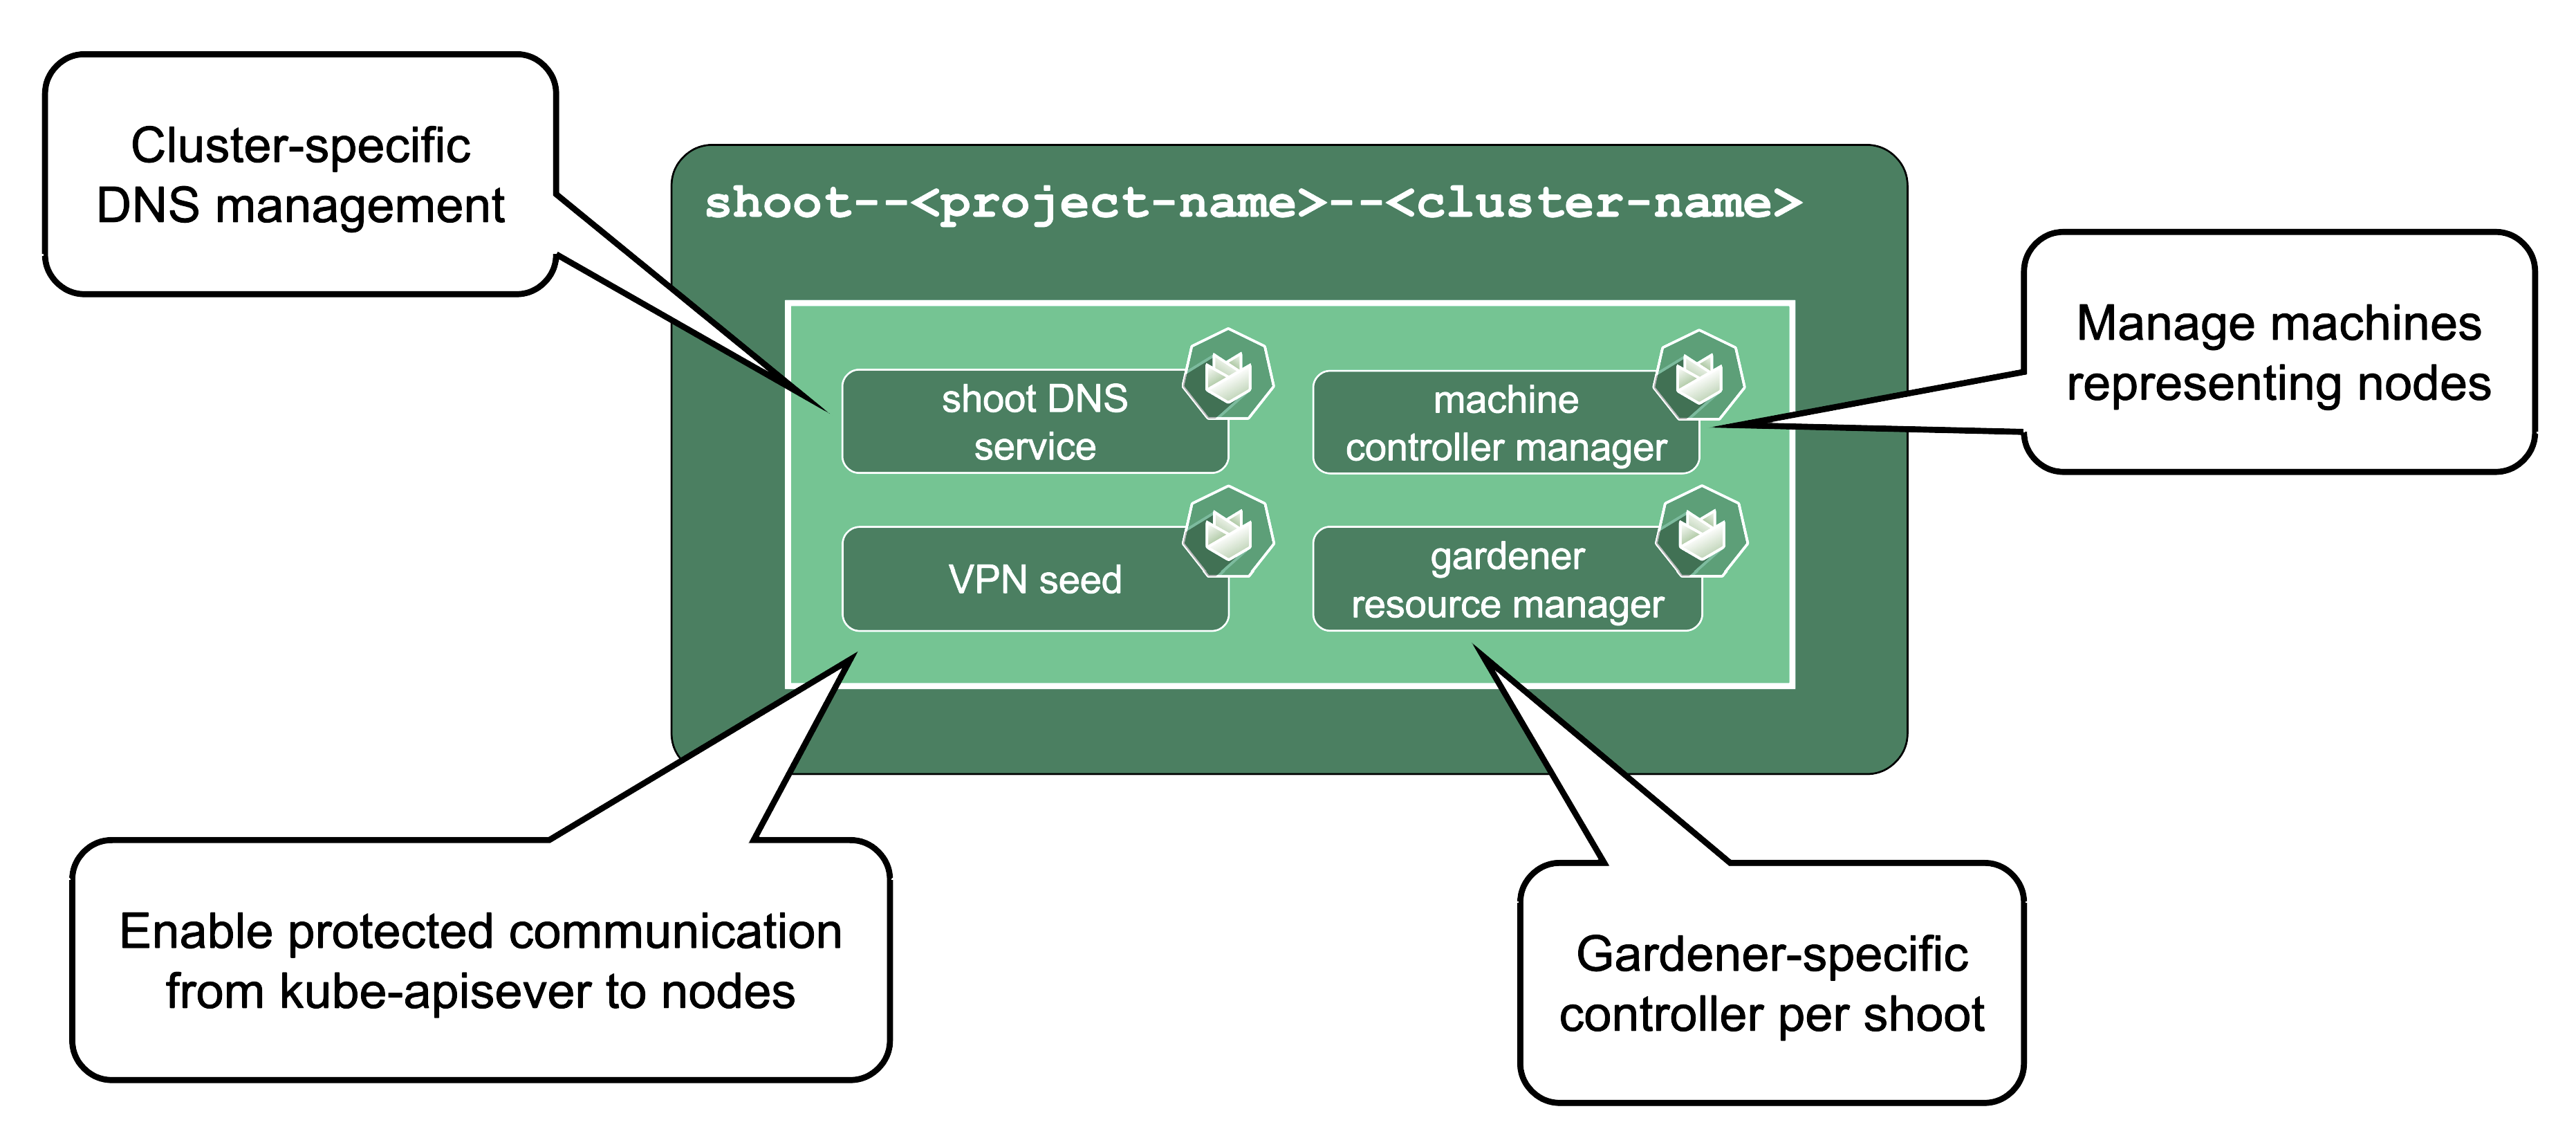 Cluster-specific
DNS management
shoot--<project-name>--<cluster-name>
Manage machines
representing nodes
shoot DNS
service
machine
controller manager
VPN seed
gardener
resource manager
Enable protected communication
from kube-apisever to nodes
Gardener-specific
controller per shoot